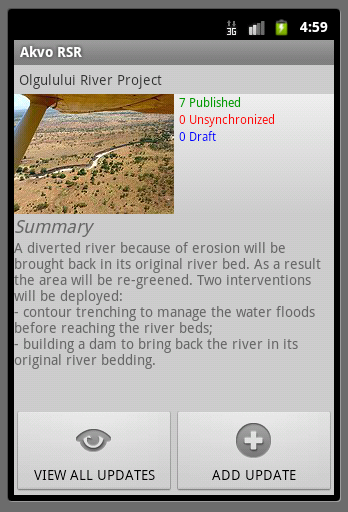 3G
4:59
Akvo RSR
Olgulului River Project
7 Published
0 Unsynchronized
0 Draft
Summary
A diverted river because of erosion will be
brought back in its original river bed. As a result
the area will be re-greened. Two interventions
will be deployed:
- contour trenching to manage the water floods
before reaching the river beds;
- building a dam to bring back the river in its
original river bedding.
VIEW ALL UPDATES
ADD UPDATE